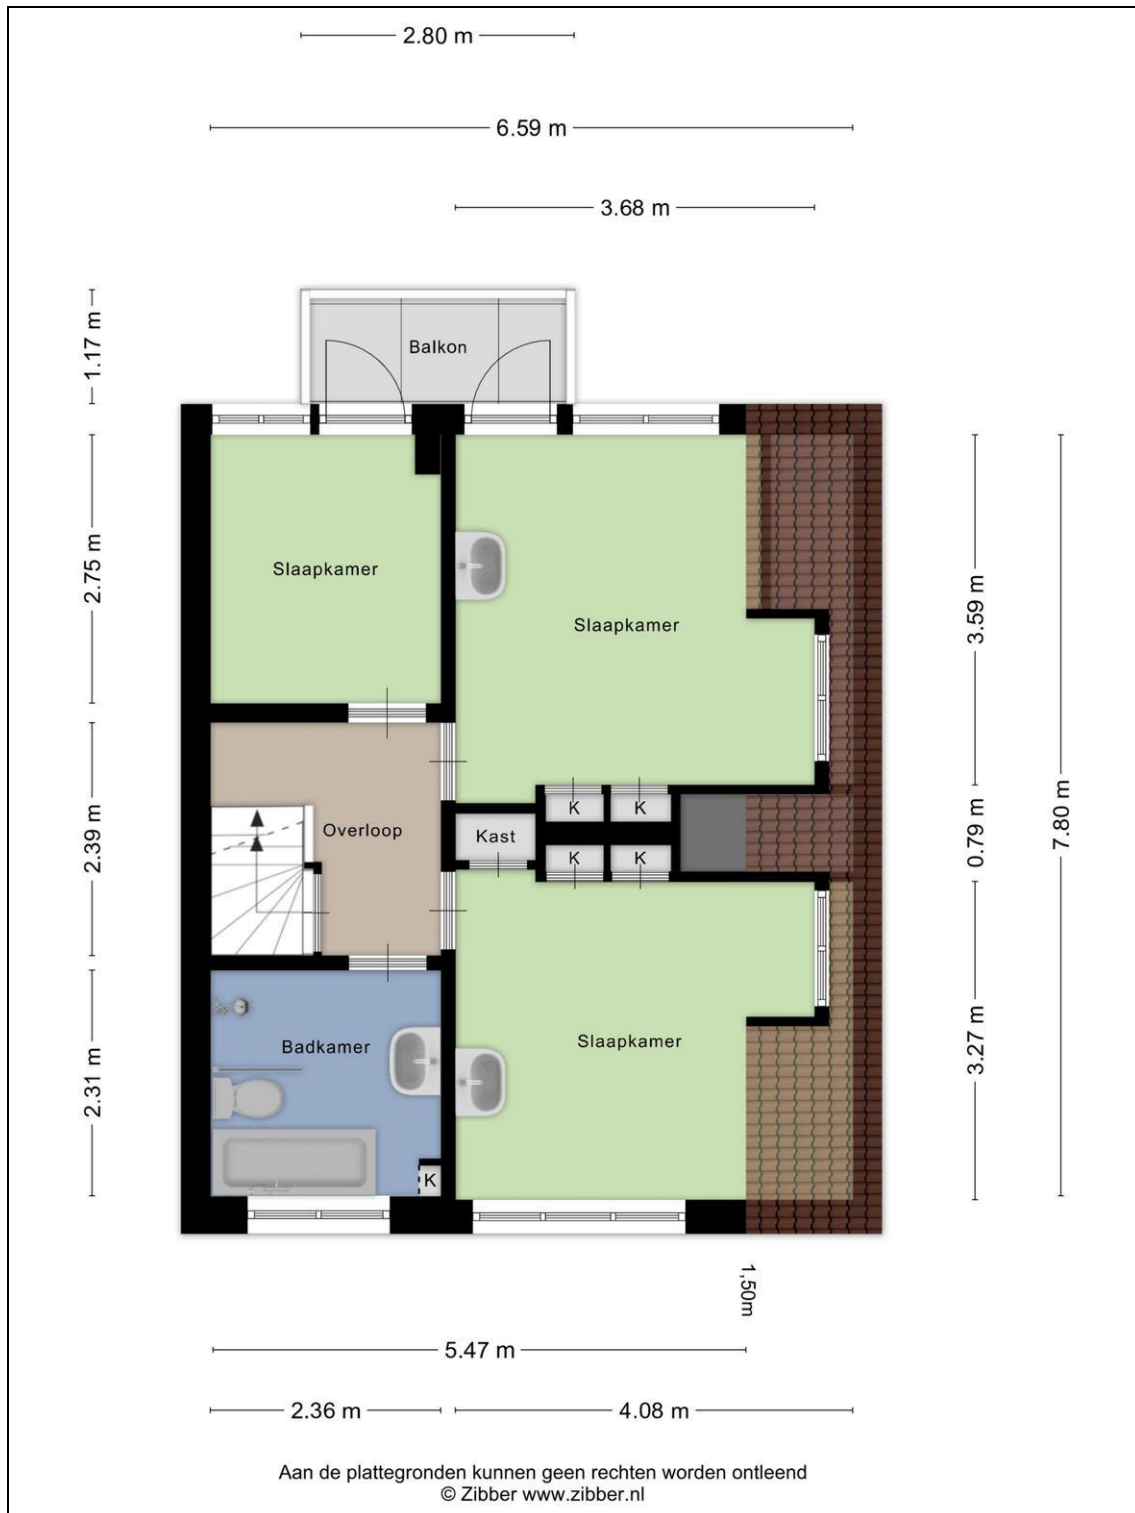 2.80 m
6.59 m
3.68 m
1.17 m
Balkon
2.75 m
Slaapkamer
Slaapkamer
3.59 m
K
K
0.79 m
7.80 m
2.39 m
Overloop
Kast
K
K
2.31 m
Badkamer
Slaapkamer
3.27 m
K
1,50m
5.47 m
2.36 m
4.08 m
Aan de plattegronden kunnen geen rechten worden ontleend
© Zibber www.zibber.nl